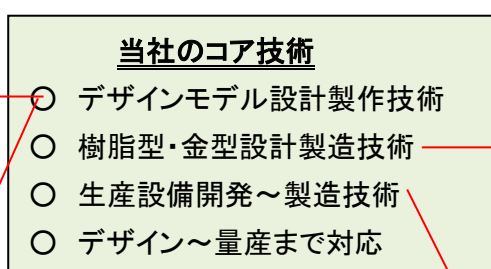 当社のコア技術
○ デザインモデル設計製作技術
○ 樹脂型・金型設計製造技術
○ 生産設備開発～製造技術
○ デザイン～量産まで対応